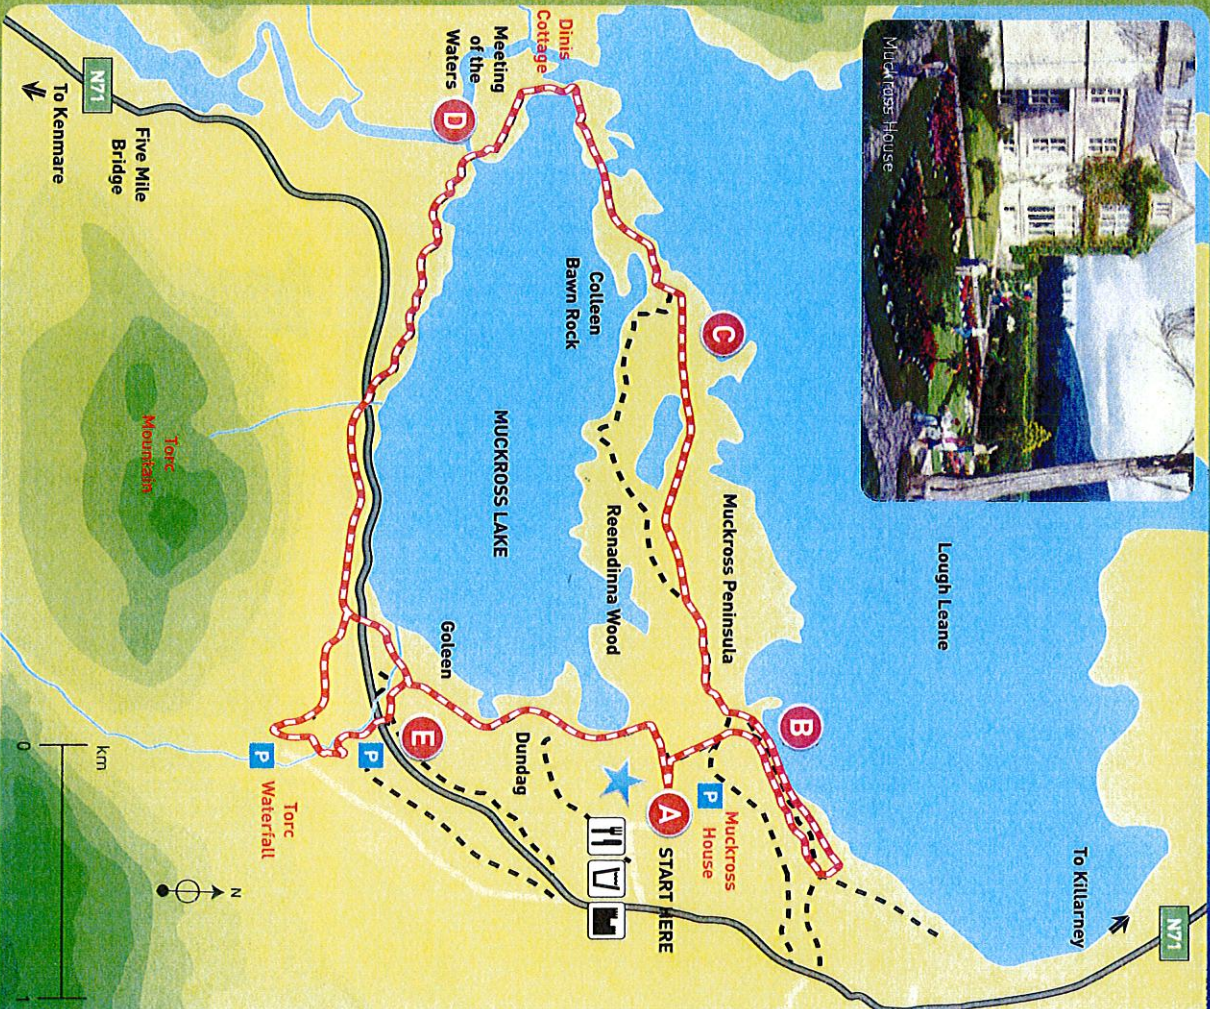 N71
To Killarney
Lough Leane
Muckross House
B
C
Muckross Peninsula
Muckross
House
P
A
START HERE
Reenadinna Wood
Colleen
Bawn Rock
Dinis
Cottage
Dundag
MUCKROSS LAKE
Meeting
of the
Waters
D
Goleen
E
P
Torc
Waterfall
P
N
Torc
Mountain
Five Mile
Bridge
N71
To Kenmare
km
0 1